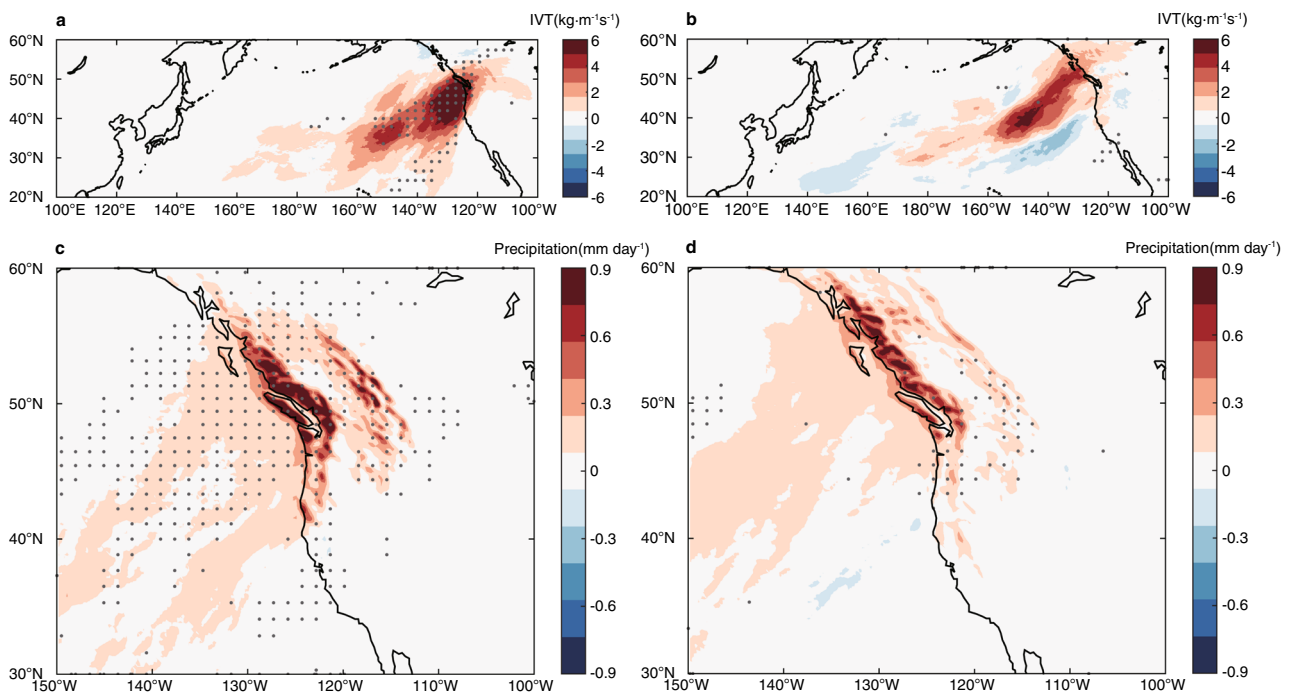 a IVT(kg·m⁻¹s⁻¹)
60°N
50°N
40°N
30°N
20°N
100°E 120°E 140°E 160°E 180° 160°W 140°W 120°W 100°W
6
4
2
0
-2
-4
-6
b IVT(kg·m⁻¹s⁻¹)
60°N
50°N
40°N
30°N
20°N
100°E 120°E 140°E 160°E 180° 160°W 140°W 120°W 100°W
6
4
2
0
-2
-4
-6
c Precipitation(mm day⁻¹)
60°N
50°N
40°N
30°N
150°W 140°W 130°W 120°W 110°W 100°W
0.9
0.6
0.3
0
-0.3
-0.6
-0.9
d Precipitation(mm day⁻¹)
60°N
50°N
40°N
30°N
150°W 140°W 130°W 120°W 110°W 100°W
0.9
0.6
0.3
0
-0.3
-0.6
-0.9